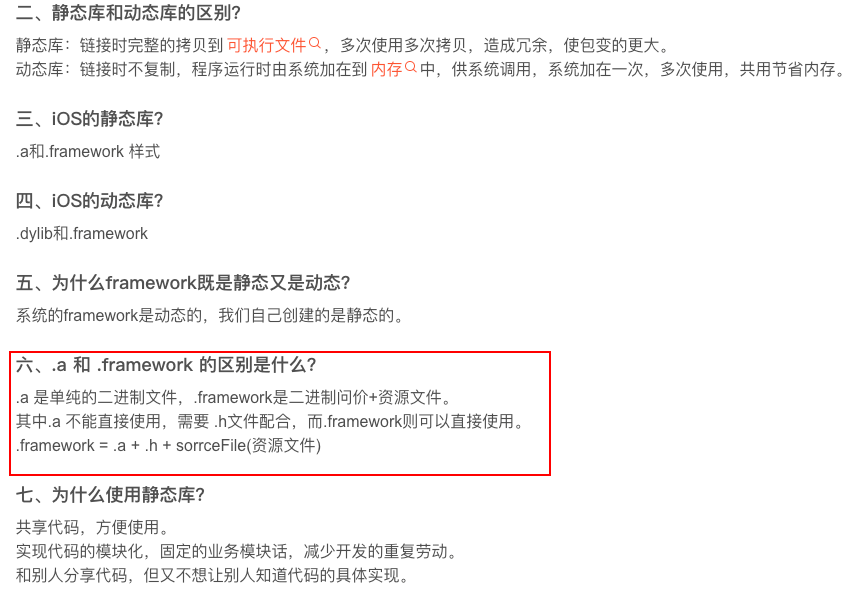 二、静态库和动态库的区别?
静态库：链接时完整的拷贝到 可执行文件，多次使用多次拷贝，造成冗余，使包变的更大。
动态库：链接时不复制，程序运行时由系统加在到 内存 中，供系统调用，系统加在一次，多次使用，共用节省内存。
三、iOS的静态库?
.a和.framework 样式
四、iOS的动态库?
.dylib和.framework
五、为什么framework既是静态又是动态?
系统的framework是动态的，我们自己创建的是静态的。
六、.a 和 .framework 的区别是什么?
.a 是单纯的二进制文件，.framework是二进制问价+资源文件。
其中.a 不能直接使用，需要 .h文件配合，而.framework则可以直接使用。
.framework = .a + .h + sorrceFile(资源文件)
七、为什么使用静态库?
共享代码，方便使用。
实现代码的模块化，固定的业务模块话，减少开发的重复劳动。
和别人分享代码，但又不想让别人知道代码的具体实现。